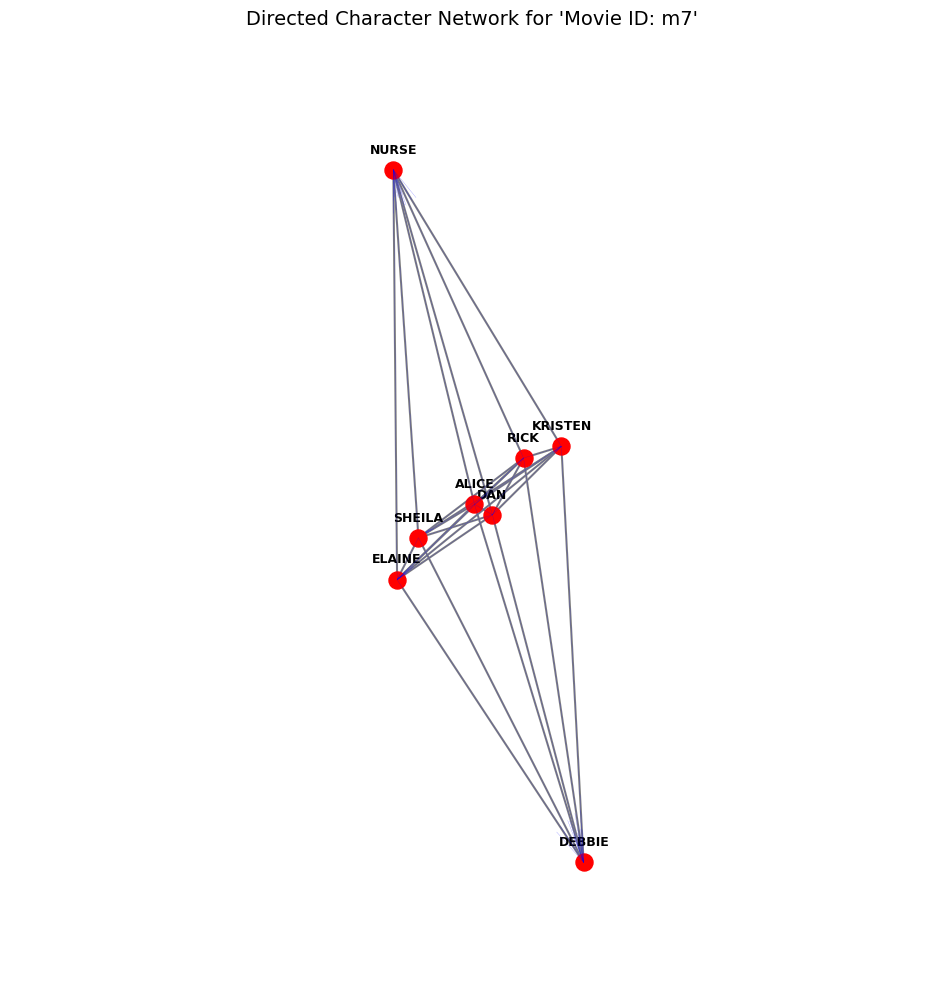 Directed Character Network for 'Movie ID: m7'
NURSE
KRISTEN
RICK
ALICE
DAN
SHEILA
ELAINE
DEBBIE